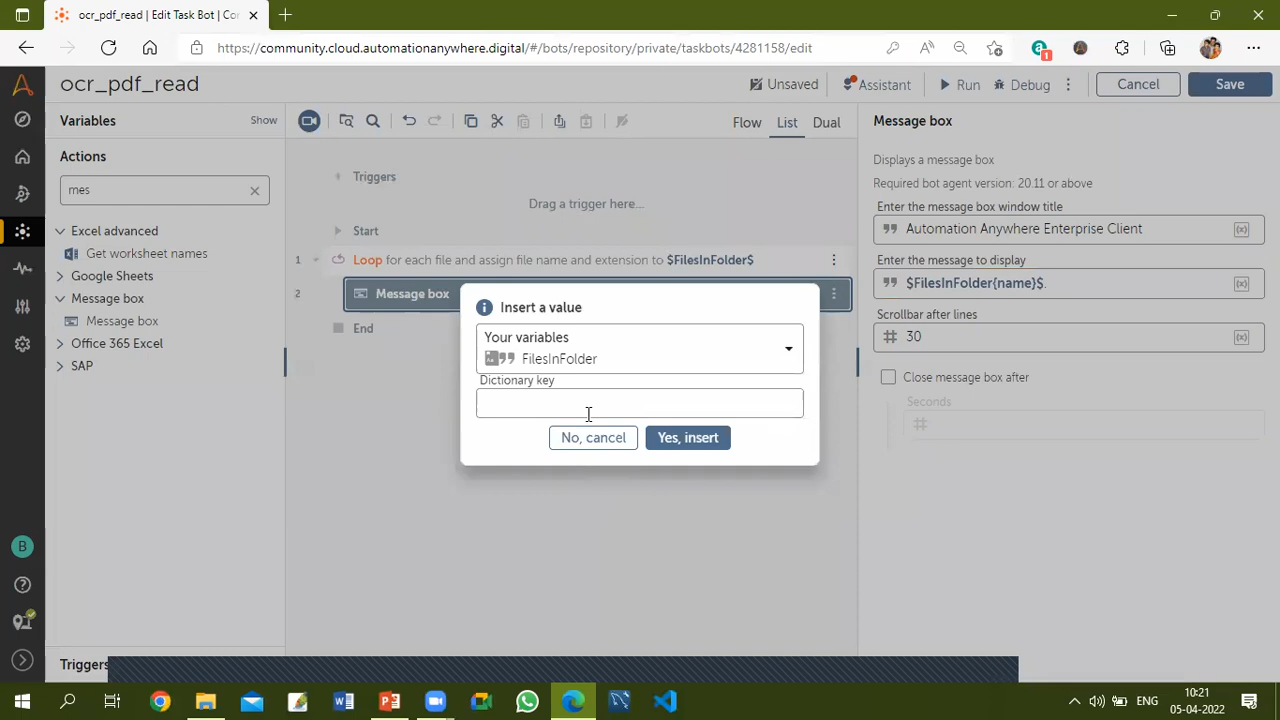 ocr_pdf_read | Edit Task Bot | Co
https://community.cloud.automationanywhere.digital/#/bots/repository/private/taskbots/4281158/edit
1
ocr_pdf_read
Unsaved
Assistant
Run
Debug
Cancel
Save
Variables
Show
Flow
List
Dual
Message box
Actions
mes
Excel advanced
Get worksheet names
Google Sheets
Message box
Message box
Office 365 Excel
SAP
Triggers
Triggers
Drag a trigger here...
Start
1 Loop for each file and assign file name and extension to $FilesInFolder$
2 Message box
End
Insert a value
Your variables
FilesInFolder
Dictionary key
No, cancel
Yes, insert
Displays a message box
Required bot agent version: 20.11 or above
Enter the message box window title
Automation Anywhere Enterprise Client
(x)
Enter the message to display
$FilesInFolder{name}$.
(x)
Scrollbar after lines
30
(x)
Close message box after
Seconds
B
ENG
10:21
05-04-2022